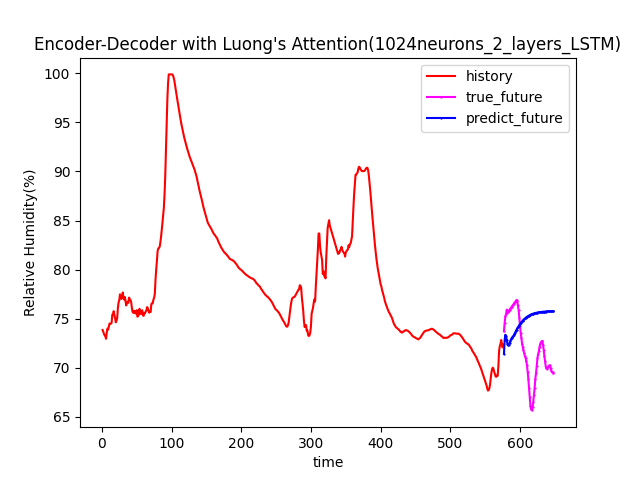 Encoder-Decoder with Luong's Attention(1024neurons_2_layers_LSTM)
history
true_future
predict_future
100
95
90
85
80
75
70
65
Relative Humidity(%)
0 100 200 300 400 500 600
time